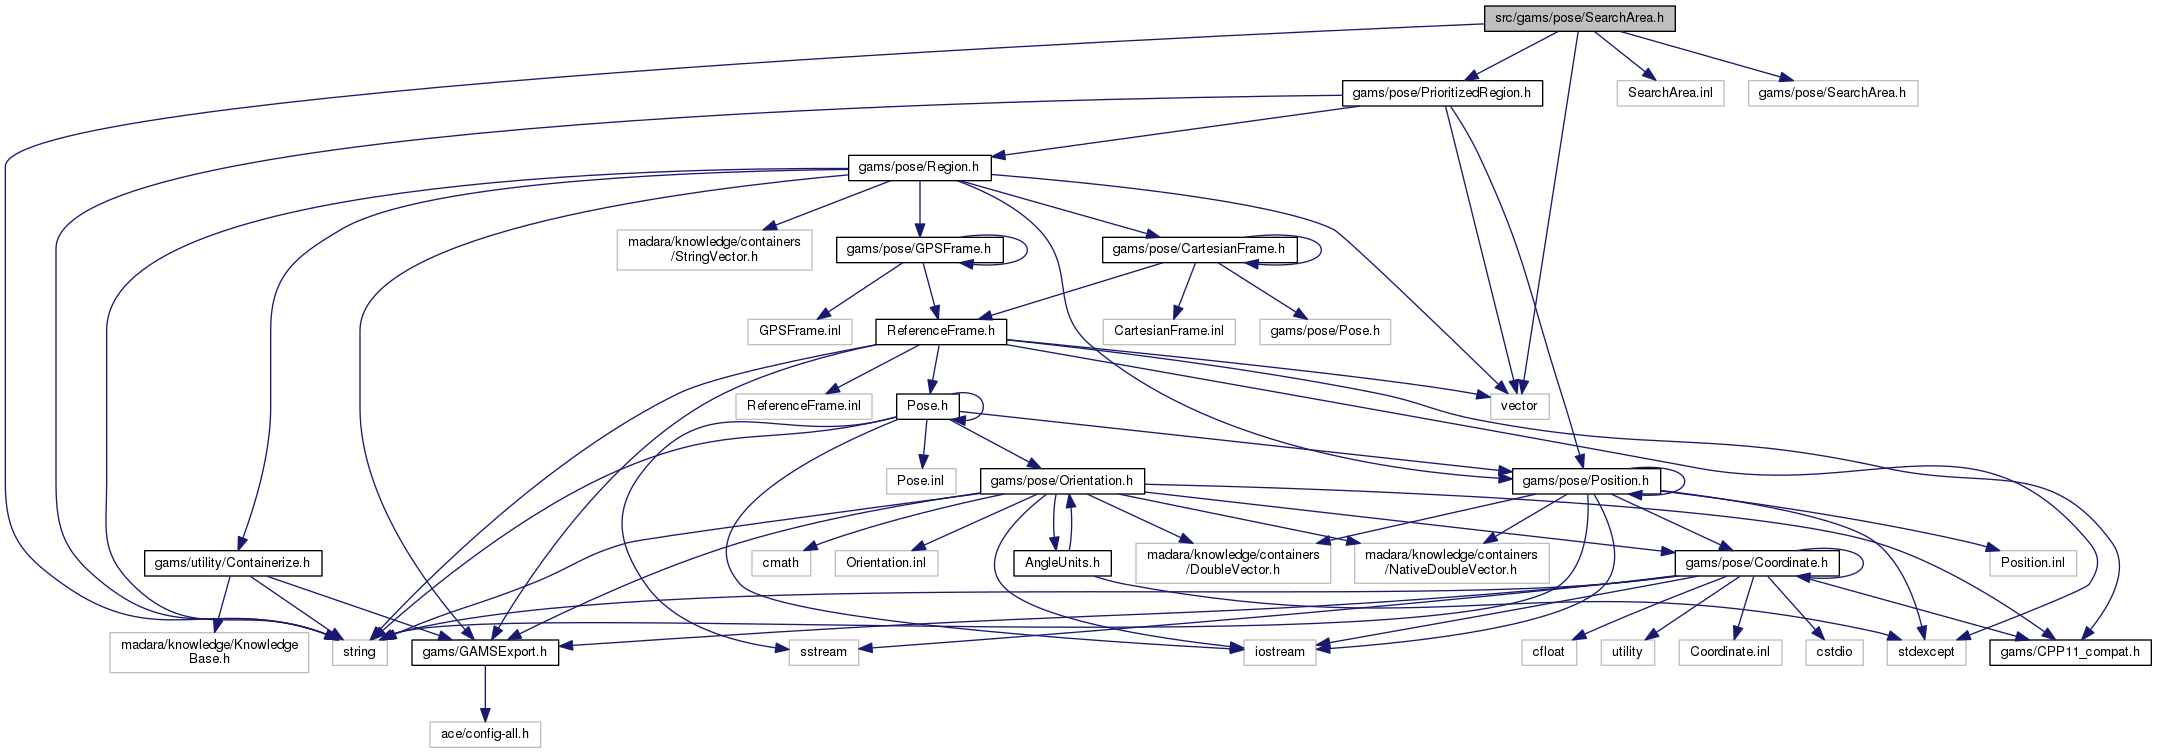 src/gams/pose/SearchArea.h
gams/pose/PrioritizedRegion.h
SearchArea.inl
gams/pose/SearchArea.h
gams/pose/Region.h
madara/knowledge/containers
/StringVector.h
gams/pose/GPSFrame.h
gams/pose/CartesianFrame.h
GPSFrame.inl
ReferenceFrame.h
CartesianFrame.inl
gams/pose/Pose.h
ReferenceFrame.inl
Pose.h
vector
Pose.inl
gams/pose/Orientation.h
gams/pose/Position.h
gams/utility/Containerize.h
cmath
Orientation.inl
AngleUnits.h
madara/knowledge/containers
/DoubleVector.h
madara/knowledge/containers
/NativeDoubleVector.h
gams/pose/Coordinate.h
Position.inl
madara/knowledge/Knowledge
Base.h
string
gams/GAMSExport.h
sstream
iostream
cfloat
utility
Coordinate.inl
cstdio
stdexcept
gams/CPP11_compat.h
ace/config-all.h